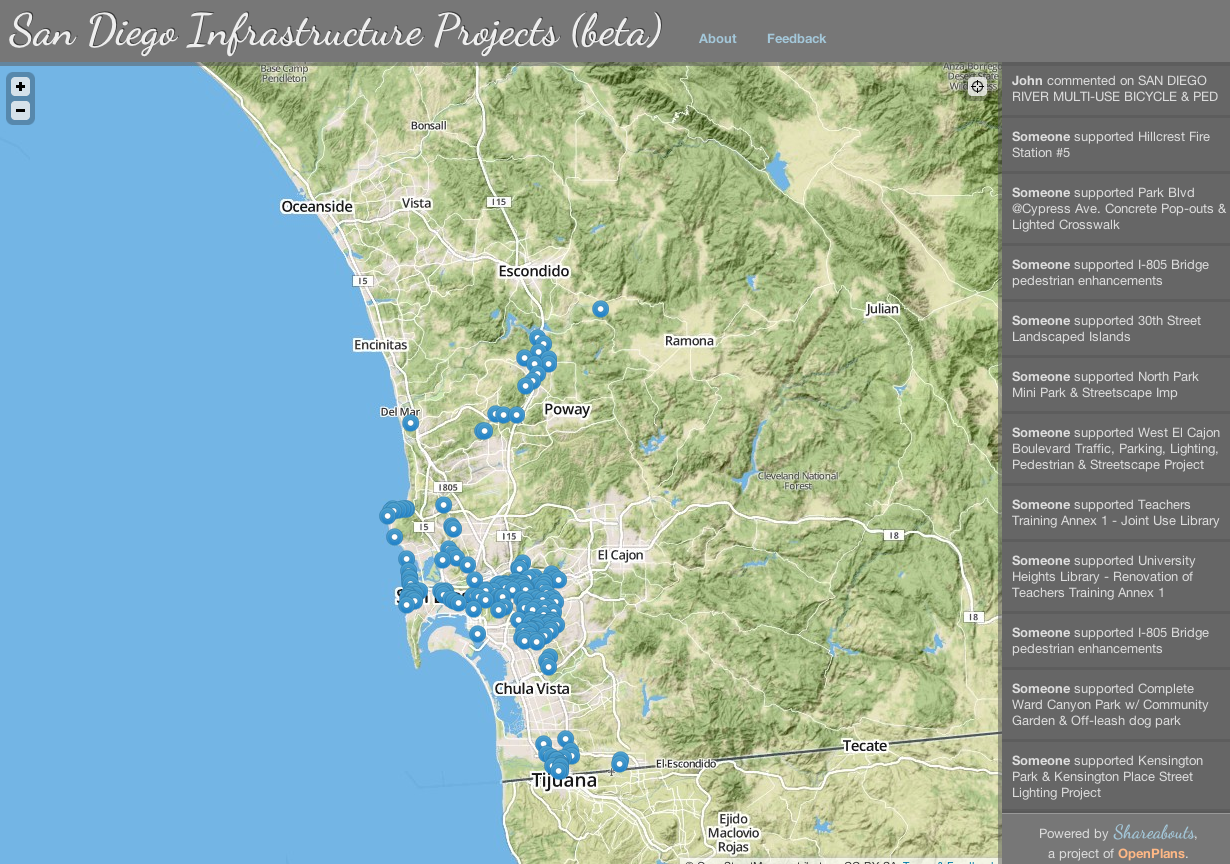 San Diego Infrastructure Projects (beta)
About
Feedback
Base Camp
Pendleton
Bonsall
Oceanside
Vista
I15
Escondido
I5
Encinitas
Ramona
Julian
Del Mar
Poway
Cleveland National
Forest
I805
I5
I15
I8
El Cajon
I8
Chula Vista
Tecate
El Escondido
Tijuana
Ejido
Maclovio
Rojas
John commented on SAN DIEGO
RIVER MULTI-USE BICYCLE & PED
Someone supported Hillcrest Fire
Station #5
Someone supported Park Blvd
@Cypress Ave. Concrete Pop-outs &
Lighted Crosswalk
Someone supported I-805 Bridge
pedestrian enhancements
Someone supported 30th Street
Landscaped Islands
Someone supported North Park
Mini Park & Streetscape Imp
Someone supported West El Cajon
Boulevard Traffic, Parking, Lighting,
Pedestrian & Streetscape Project
Someone supported Teachers
Training Annex 1 - Joint Use Library
Someone supported University
Heights Library - Renovation of
Teachers Training Annex 1
Someone supported I-805 Bridge
pedestrian enhancements
Someone supported Complete
Ward Canyon Park w/ Community
Garden & Off-leash dog park
Someone supported Kensington
Park & Kensington Place Street
Lighting Project
Powered by Shareabouts,
a project of OpenPlans.